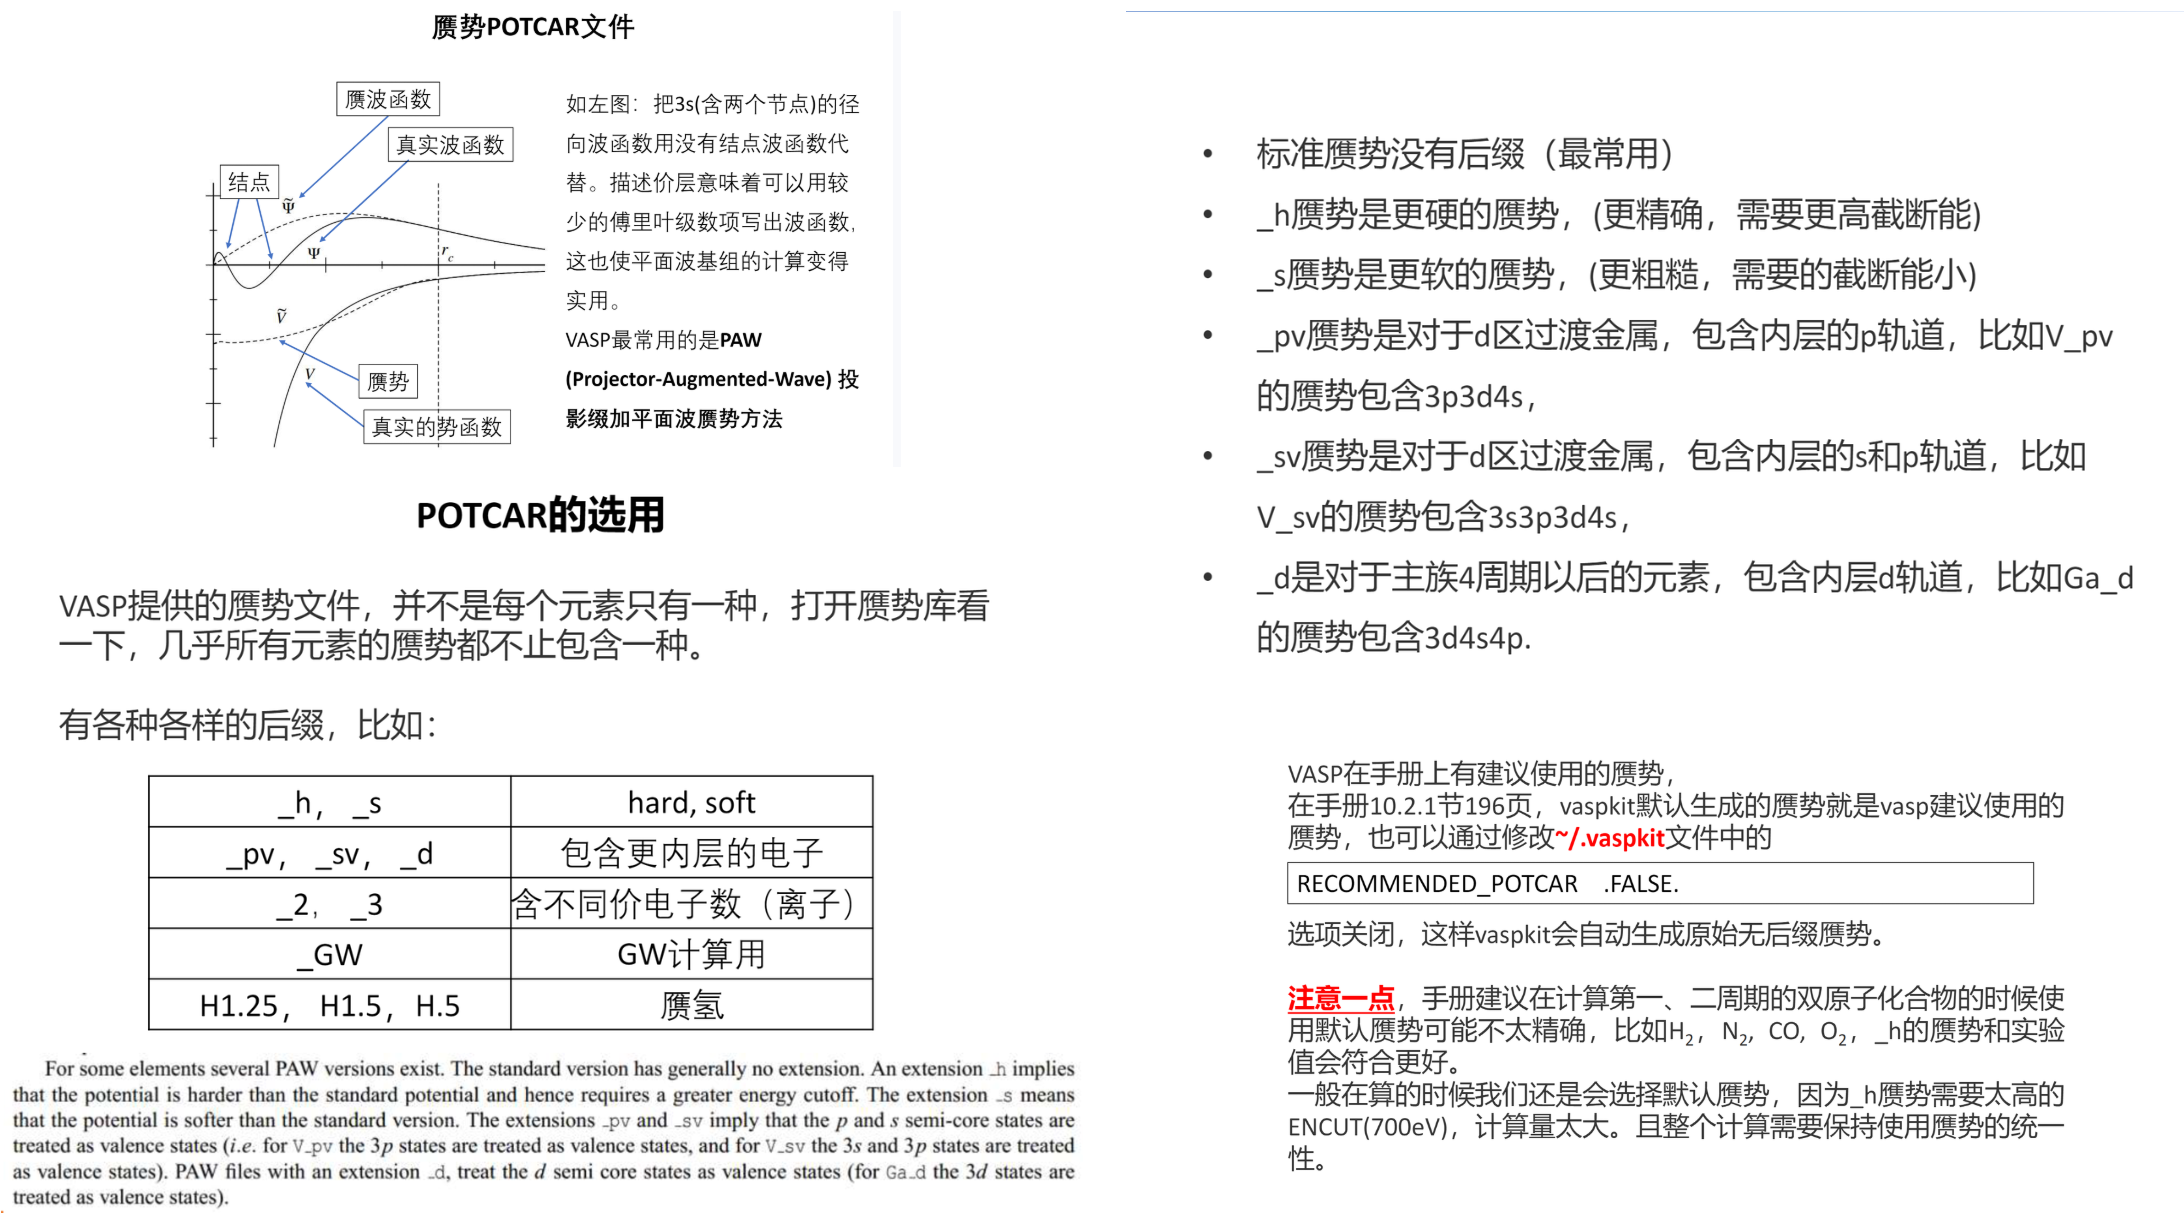 赝势POTCAR文件
赝波函数
真实波函数
结点
Ψ̃
Ψ
r_c
Ṽ
V
赝势
真实的势函数
如左图：把3s(含两个节点)的径
向波函数用没有结点波函数代
替。描述价层意味着可以用较
少的傅里叶级数项写出波函数,
这也使平面波基组的计算变得
实用。
VASP最常用的是PAW
(Projector-Augmented-Wave) 投
影缀加平面波赝势方法
POTCAR的选用
VASP提供的赝势文件，并不是每个元素只有一种，打开赝势库看
一下，几乎所有元素的赝势都不止包含一种。
有各种各样的后缀，比如：
_h， _s hard, soft
_pv， _sv， _d 包含更内层的电子
_2， _3 含不同价电子数（离子）
_GW GW计算用
H1.25， H1.5，H.5 赝氢
For some elements several PAW versions exist. The standard version has generally no extension. An extension _h implies
that the potential is harder than the standard potential and hence requires a greater energy cutoff. The extension _s means
that the potential is softer than the standard version. The extensions _pv and _sv imply that the p and s semi-core states are
treated as valence states (i.e. for V_pv the 3p states are treated as valence states, and for V_sv the 3s and 3p states are treated
as valence states). PAW files with an extension _d, treat the d semi core states as valence states (for Ga_d the 3d states are
treated as valence states).
• 标准赝势没有后缀（最常用）
• _h赝势是更硬的赝势，(更精确，需要更高截断能)
• _s赝势是更软的赝势，(更粗糙，需要的截断能小)
• _pv赝势是对于d区过渡金属，包含内层的p轨道，比如V_pv
的赝势包含3p3d4s，
• _sv赝势是对于d区过渡金属，包含内层的s和p轨道，比如
V_sv的赝势包含3s3p3d4s，
• _d是对于主族4周期以后的元素，包含内层d轨道，比如Ga_d
的赝势包含3d4s4p.
VASP在手册上有建议使用的赝势，
在手册10.2.1节196页，vaspkit默认生成的赝势就是vasp建议使用的
赝势，也可以通过修改~/.vaspkit文件中的
RECOMMENDED_POTCAR .FALSE.
选项关闭，这样vaspkit会自动生成原始无后缀赝势。
注意一点，手册建议在计算第一、二周期的双原子化合物的时候使
用默认赝势可能不太精确，比如H₂，N₂，CO，O₂，_h的赝势和实验
值会符合更好。
一般在算的时候我们还是会选择默认赝势，因为_h赝势需要太高的
ENCUT(700eV)，计算量太大。且整个计算需要保持使用赝势的统一
性。